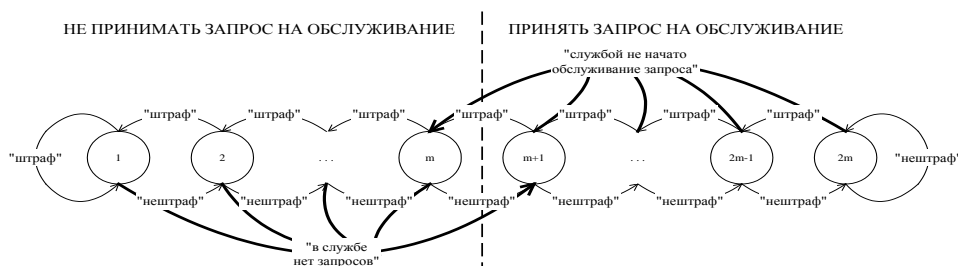 НЕ ПРИНИМАТЬ ЗАПРОС НА ОБСЛУЖИВАНИЕ
ПРИНЯТЬ ЗАПРОС НА ОБСЛУЖИВАНИЕ
"службой не начато
обслуживание запроса"
"штраф" "штраф" "штраф" "штраф" "штраф" "штраф" "штраф"
"штраф" 1 2 ... m m+1 ... 2m-1 2m "нештраф"
"нештраф" "нештраф" "нештраф" "нештраф" "нештраф" "нештраф" "нештраф"
"в службе
нет запросов"